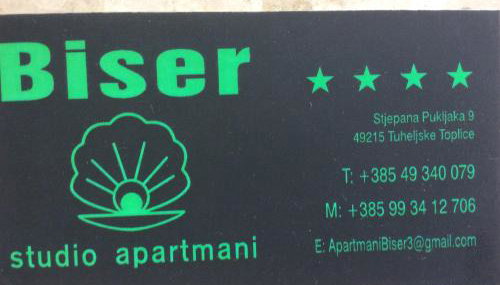 Biser
studio apartmani
Stjepana Pukljaka 9
49215 Tuheljske Toplice
T: +385 49 340 079
M: +385 99 34 12 706
E: ApartmaniBiser3@gmail.com